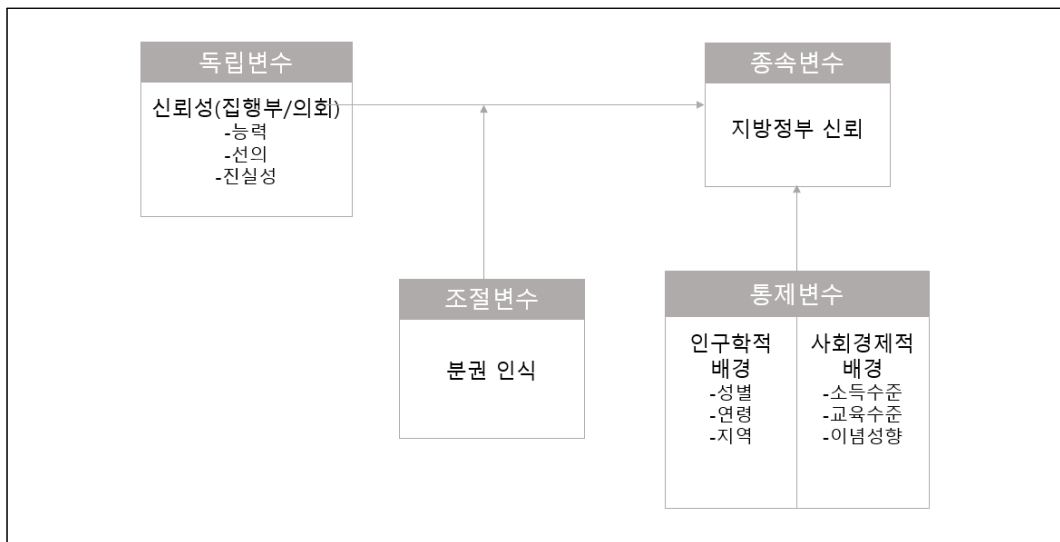 독립변수
신뢰성(집행부/의회)
-능력
-선의
-진실성
종속변수
지방정부 신뢰
조절변수
분권 인식
통제변수
인구학적
배경
-성별
-연령
-지역
사회경제적
배경
-소득수준
-교육수준
-이념성향